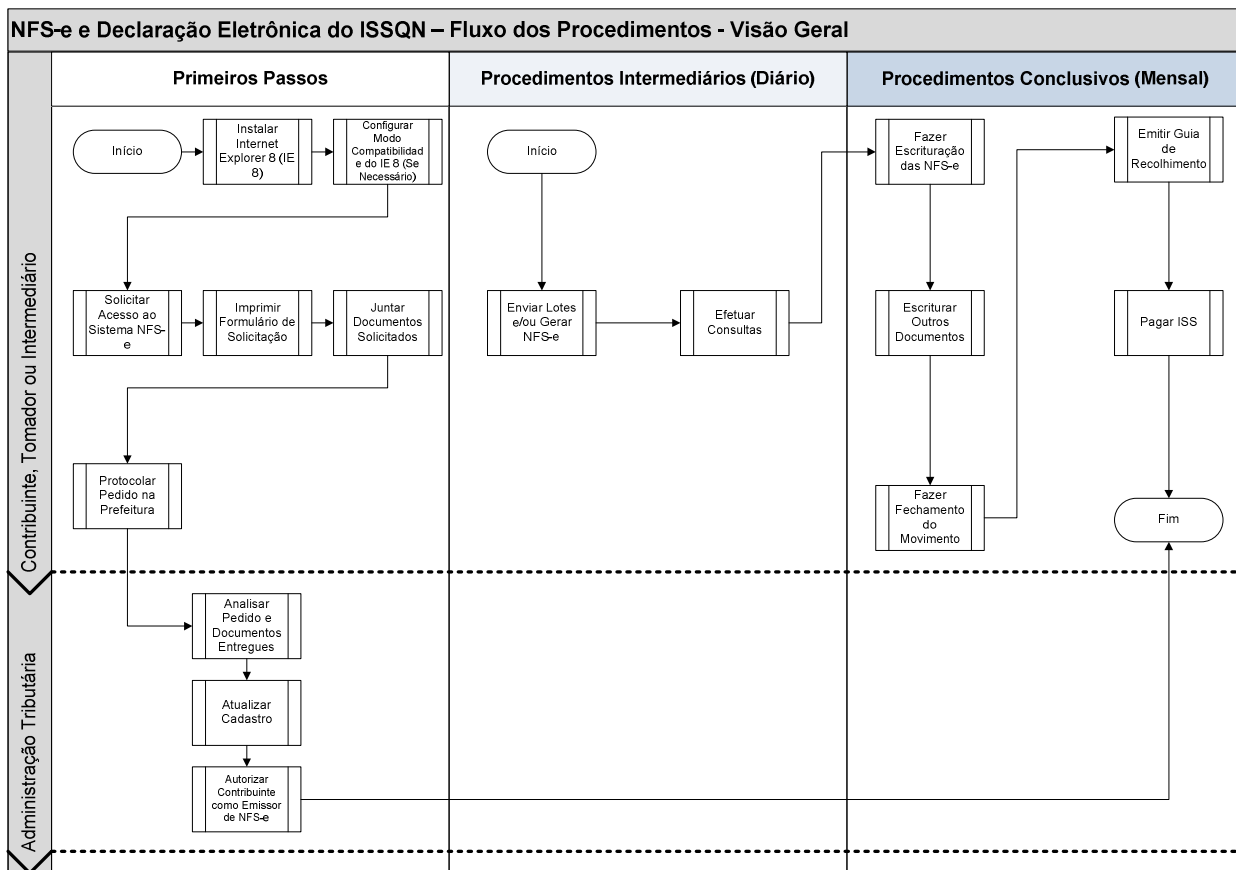 NFS-e e Declaração Eletrônica do ISSQN – Fluxo dos Procedimentos - Visão Geral
Primeiros Passos
Procedimentos Intermediários (Diário)
Procedimentos Conclusivos (Mensal)
Contribuinte, Tomador ou Intermediário
Início
Instalar
Internet
Explorer 8 (IE
8)
Configurar
Modo
Compatibilidad
e do IE 8 (Se
Necessário)
Solicitar
Acesso ao
Sistema NFS-
e
Imprimir
Formulário de
Solicitação
Juntar
Documentos
Solicitados
Protocolar
Pedido na
Prefeitura
Início
Enviar Lotes
e/ou Gerar
NFS-e
Efetuar
Consultas
Fazer
Escrituração
das NFS-e
Escriturar
Outros
Documentos
Fazer
Fechamento
do
Movimento
Emitir Guia
de
Recolhimento
Pagar ISS
Fim
Administração Tributária
Analisar
Pedido e
Documentos
Entregues
Atualizar
Cadastro
Autorizar
Contribuinte
como Emissor
de NFS-e